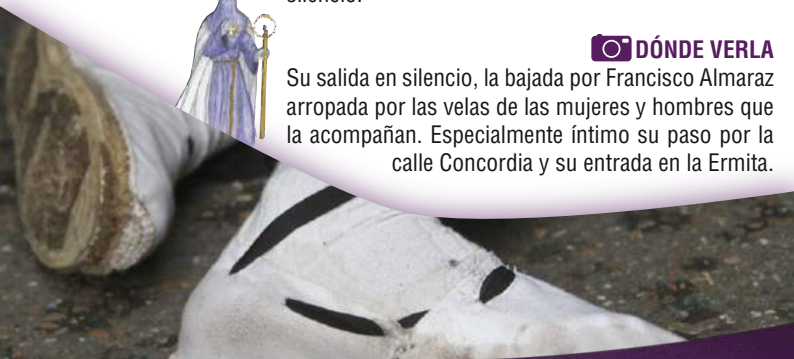 silencio.
DÓNDE VERLA
Su salida en silencio, la bajada por Francisco Almaraz
arropada por las velas de las mujeres y hombres que
la acompañan. Especialmente íntimo su paso por la
calle Concordia y su entrada en la Ermita.